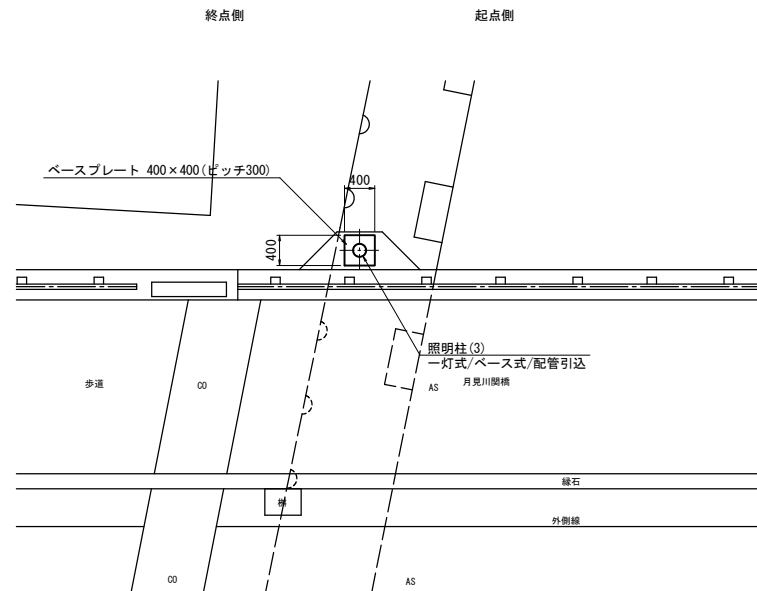 終点側
起点側
ベースプレート 400×400(ピッチ300)
400
400
照明柱(3)
一灯式/ベース式/配管引込
歩道
CO
AS
月見川関橋
縁石
桝
外側線
CO
AS